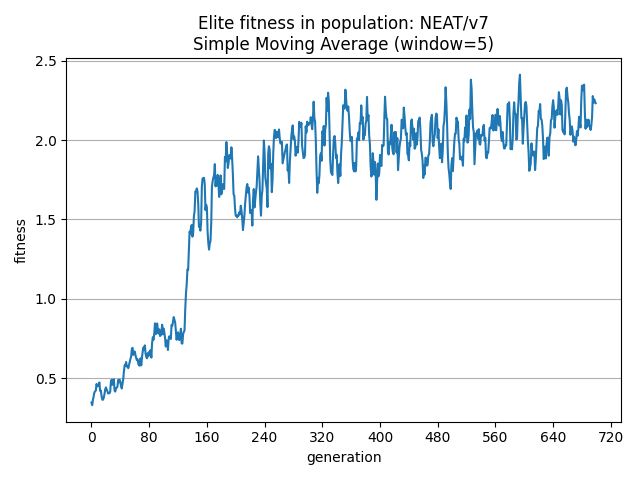 Elite fitness in population: NEAT/v7
Simple Moving Average (window=5)
2.5
2.0
1.5
1.0
0.5
fitness
0 80 160 240 320 400 480 560 640 720
generation